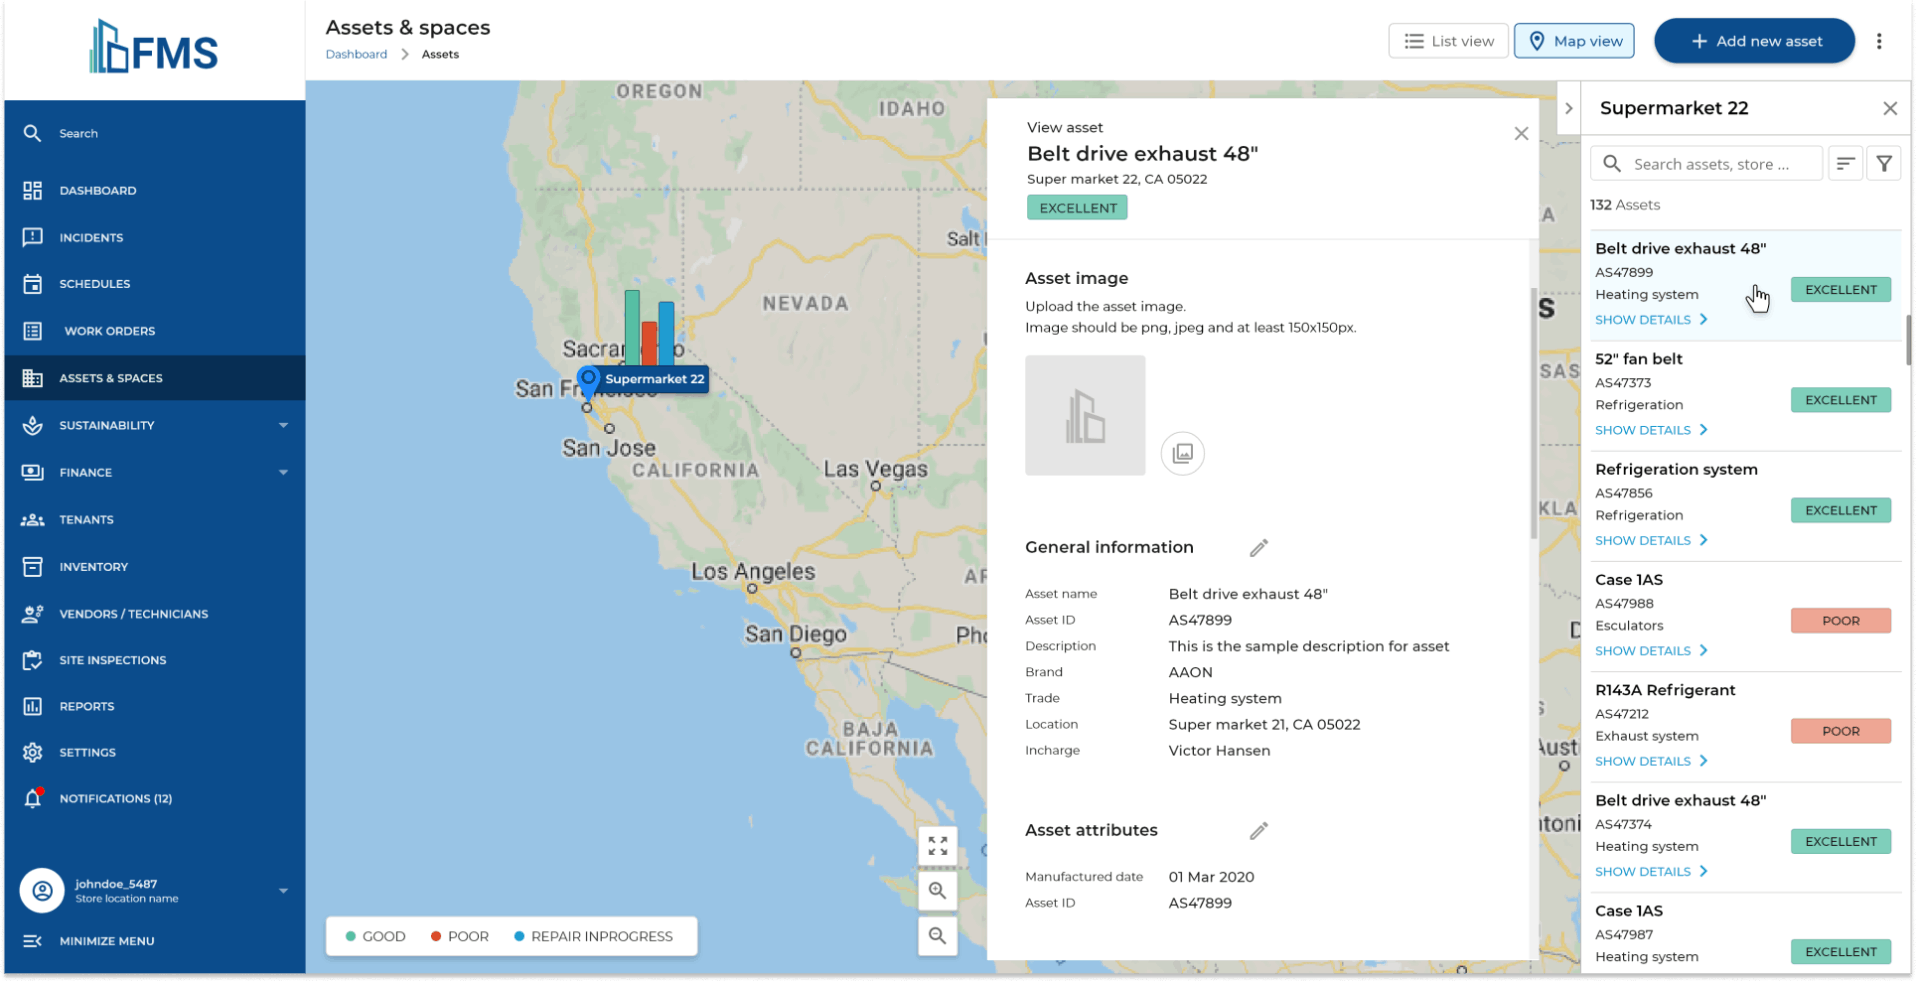 FMS
Assets & spaces
Dashboard > Assets
List view
Map view
+ Add new asset
Search
DASHBOARD
INCIDENTS
SCHEDULES
WORK ORDERS
ASSETS & SPACES
SUSTAINABILITY
FINANCE
TENANTS
INVENTORY
VENDORS / TECHNICIANS
SITE INSPECTIONS
REPORTS
SETTINGS
NOTIFICATIONS (12)
johndoe_5487
Store location name
MINIMIZE MENU
OREGON
IDAHO
Salt
NEVADA
Supermarket 22
San Jose
CALIFORNIA
Las Vegas
Los Angeles
San Diego
BAJA
CALIFORNIA
GOOD
POOR
REPAIR INPROGRESS
View asset
Belt drive exhaust 48"
Super market 22, CA 05022
EXCELLENT
Asset image
Upload the asset image.
Image should be png, jpeg and at least 150x150px.
General information
Asset name Belt drive exhaust 48"
Asset ID AS47899
Description This is the sample description for asset
Brand AAON
Trade Heating system
Location Super market 21, CA 05022
Incharge Victor Hansen
Asset attributes
Manufactured date 01 Mar 2020
Asset ID AS47899
Supermarket 22
Search assets, store ...
132 Assets
Belt drive exhaust 48"
AS47899
Heating system
EXCELLENT
SHOW DETAILS
52" fan belt
AS47373
Refrigeration
EXCELLENT
SHOW DETAILS
Refrigeration system
AS47856
Refrigeration
EXCELLENT
SHOW DETAILS
Case 1AS
AS47988
Esculators
POOR
SHOW DETAILS
R143A Refrigerant
AS47212
Exhaust system
POOR
SHOW DETAILS
Belt drive exhaust 48"
AS47374
Heating system
EXCELLENT
SHOW DETAILS
Case 1AS
AS47987
Heating system
EXCELLENT